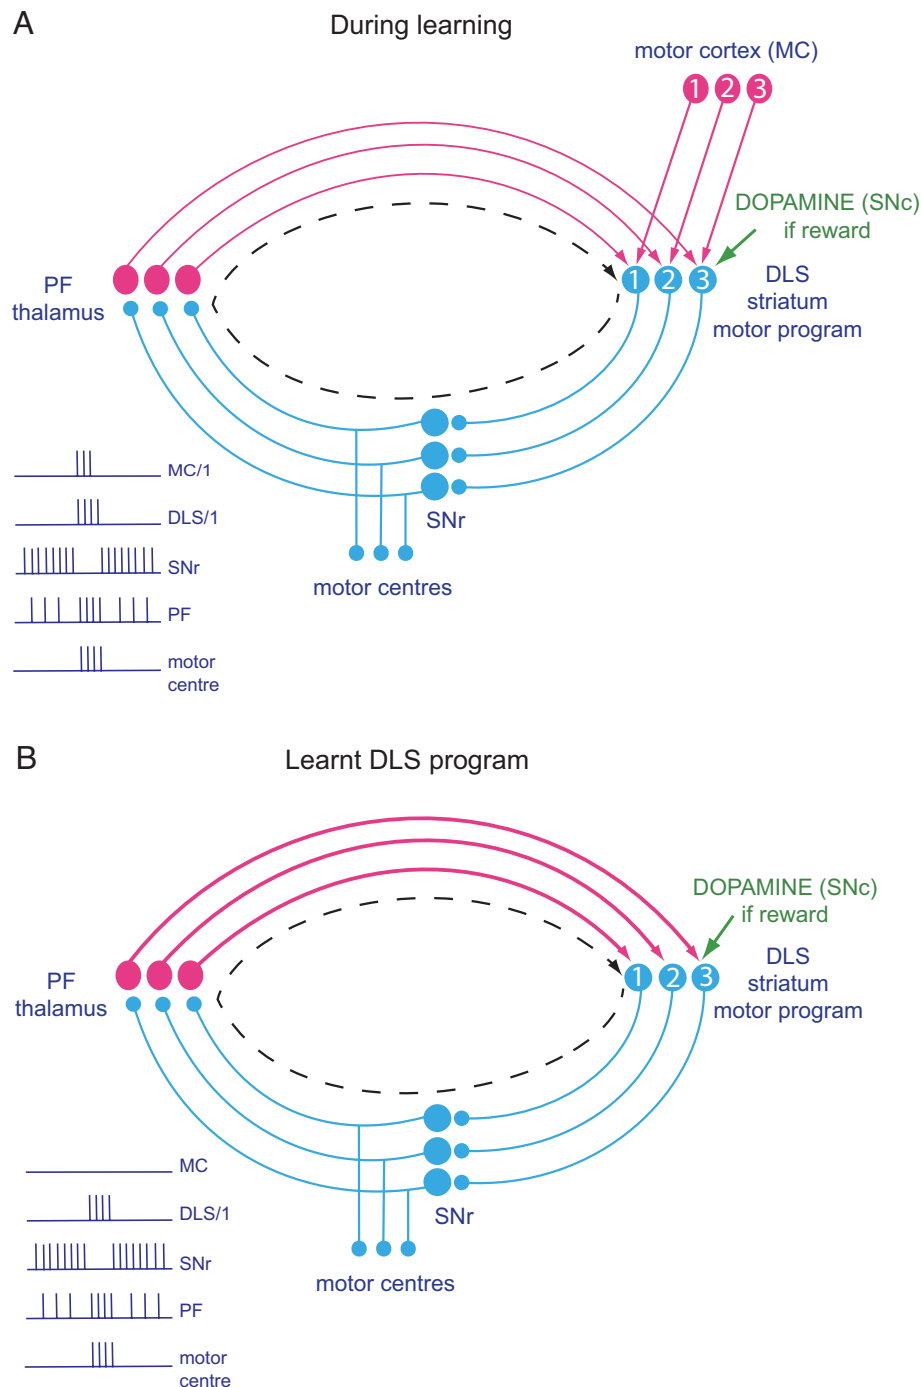 A
During learning
motor cortex (MC)
1 2 3
DOPAMINE (SNc)
if reward
PF
thalamus
1 2 3
DLS
striatum
motor program
SNr
motor centres
MC/1
DLS/1
SNr
PF
motor
centre
B
Learnt DLS program
DOPAMINE (SNc)
if reward
PF
thalamus
1 2 3
DLS
striatum
motor program
SNr
motor centres
MC
DLS/1
SNr
PF
motor
centre